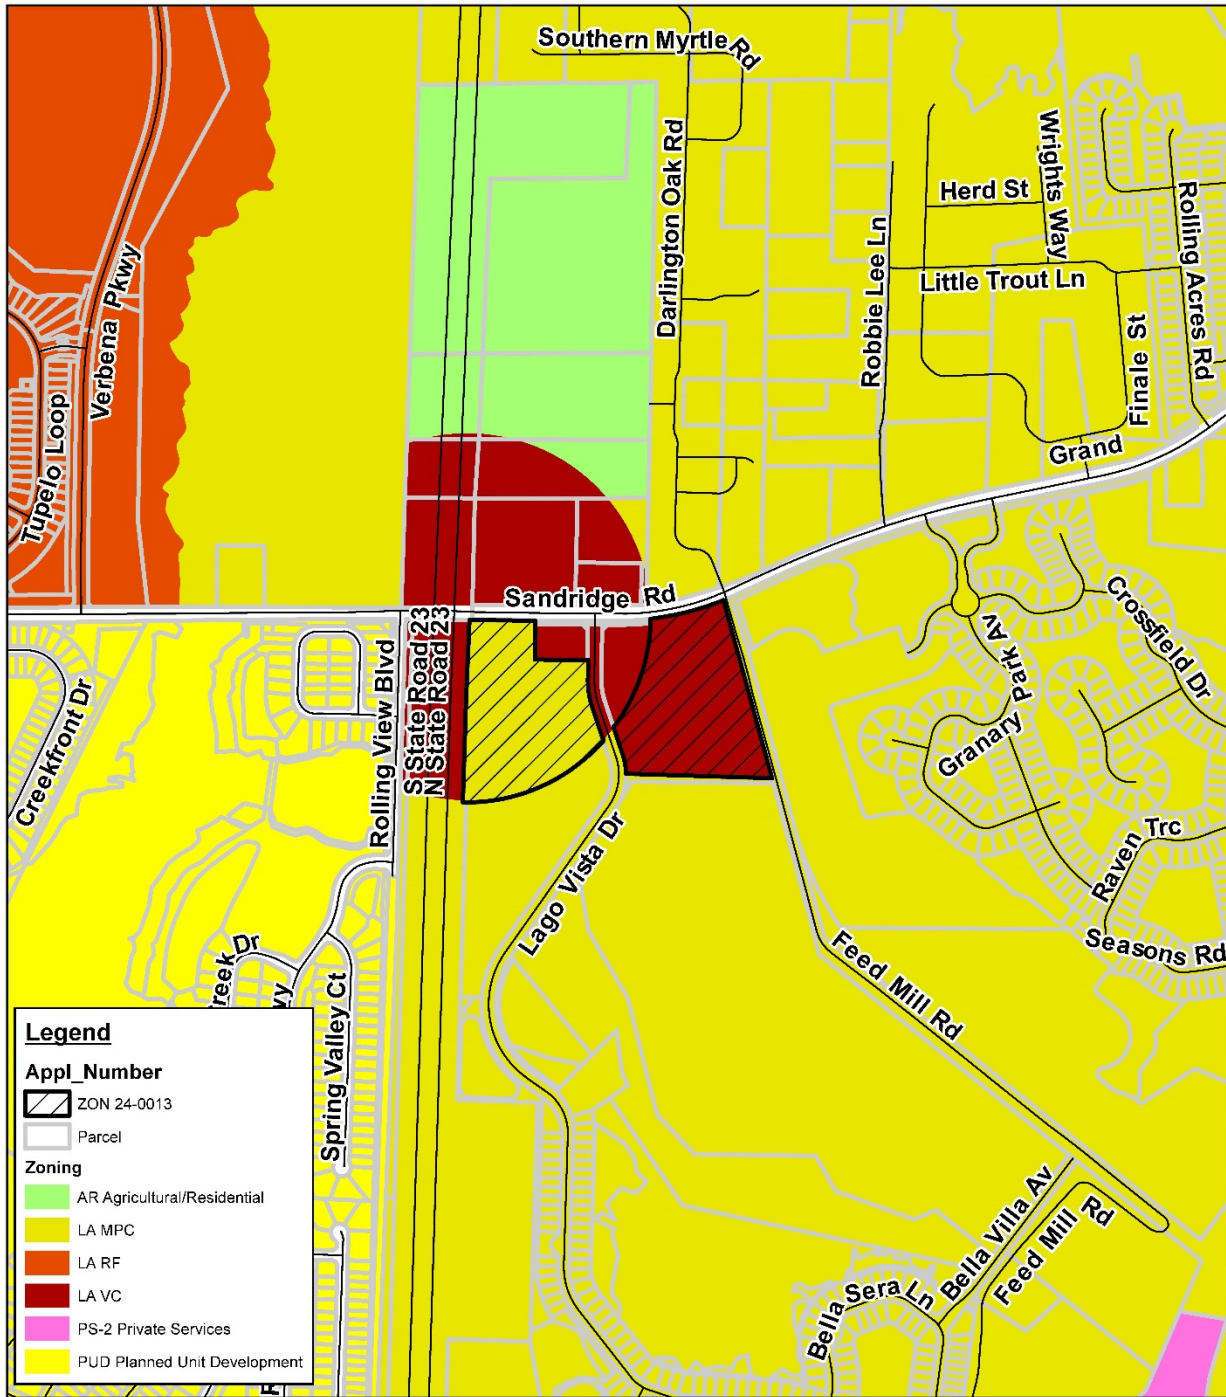 Southern Myrtle Rd
Darlington Oak Rd
Wrights Way
Herd St
Rolling Acres Rd
Robbie Lee Ln
Little Trout Ln
Finale St
Verbena Pkwy
Tupelo Loop
Grand
Sandridge Rd
Crossfield Dr
S State Road 23
N State Road 23
Rolling View Blvd
Creekfront Dr
Granary Park Av
Raven Trc
Lago Vista Dr
Seasons Rd
Feed Mill Rd
reek Dr
wy
Spring Valley Ct
Bella Villa Av
Feed Mill Rd
Bella Sera Ln
R
Legend
Appl_Number
ZON 24-0013
Parcel
Zoning
AR Agricultural/Residential
LA MPC
LA RF
LA VC
PS-2 Private Services
PUD Planned Unit Development